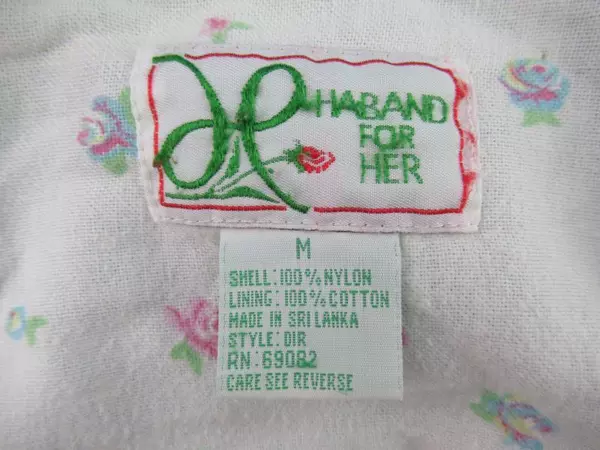 H HABAND
FOR
HER
M
SHELL: 100% NYLON
LINING: 100% COTTON
MADE IN SRI LANKA
STYLE: DIR
RN: 69082
CARE SEE REVERSE